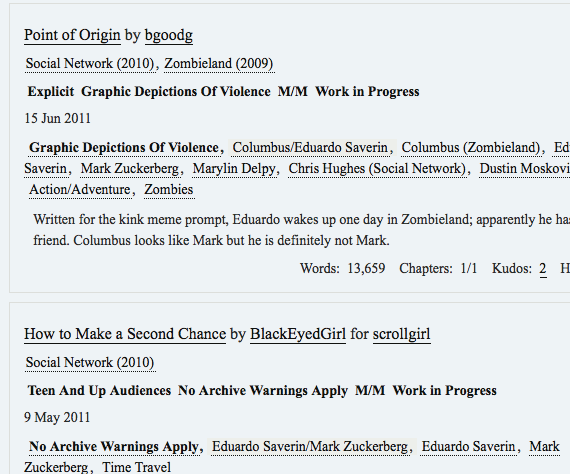 Point of Origin by bgoodg
Social Network (2010), Zombieland (2009)
Explicit Graphic Depictions Of Violence M/M Work in Progress
15 Jun 2011
Graphic Depictions Of Violence, Columbus/Eduardo Saverin, Columbus (Zombieland), Ed
Saverin, Mark Zuckerberg, Marylin Delpy, Chris Hughes (Social Network), Dustin Moskovi
Action/Adventure, Zombies
Written for the kink meme prompt, Eduardo wakes up one day in Zombieland; apparently he has
friend. Columbus looks like Mark but he is definitely not Mark.
Words: 13,659 Chapters: 1/1 Kudos: 2 H
How to Make a Second Chance by BlackEyedGirl for scrollgirl
Social Network (2010)
Teen And Up Audiences No Archive Warnings Apply M/M Work in Progress
9 May 2011
No Archive Warnings Apply, Eduardo Saverin/Mark Zuckerberg, Eduardo Saverin, Mark
Zuckerberg, Time Travel